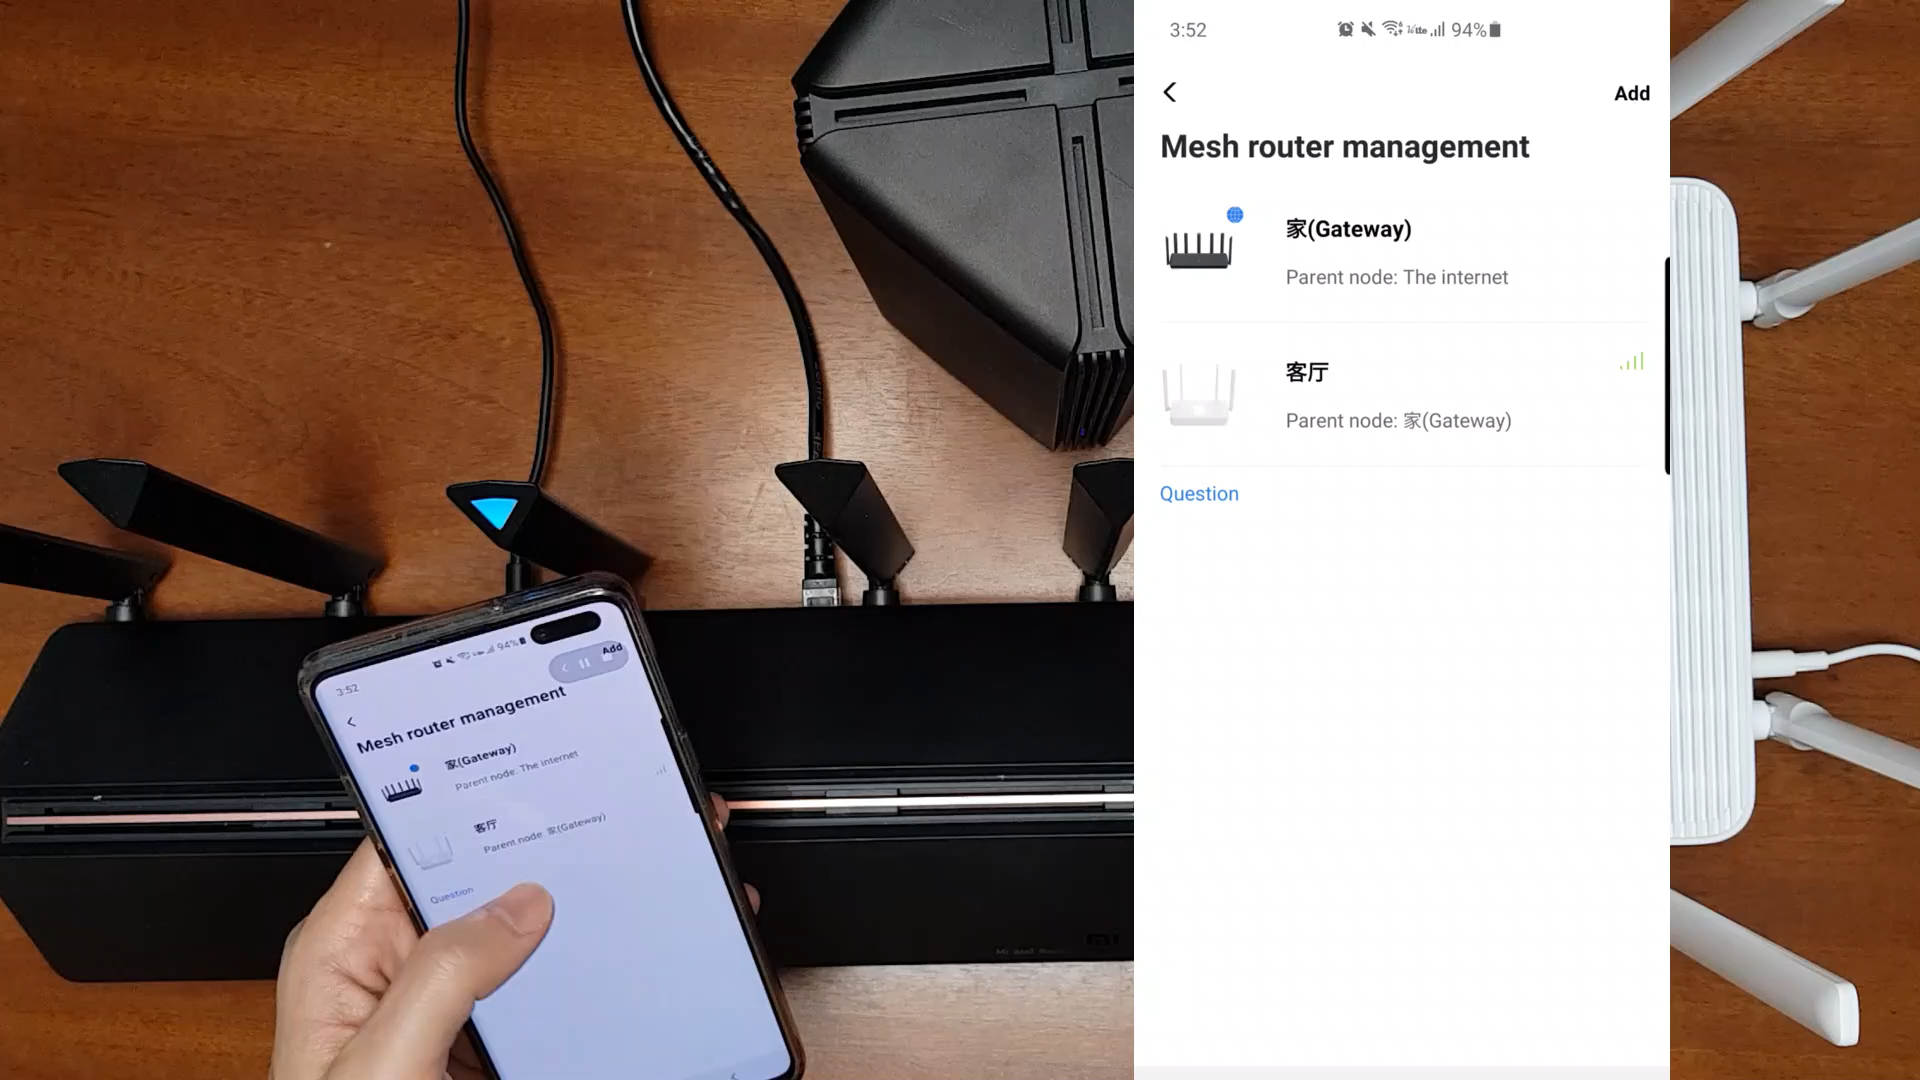 3:52
94%
Add
Mesh router management
家(Gateway)
Parent node: The internet
客厅
Parent node: 家(Gateway)
Question
3:52
94%
Add
Mesh router management
家(Gateway)
Parent node: The internet
客厅
Parent node: 家(Gateway)
Question